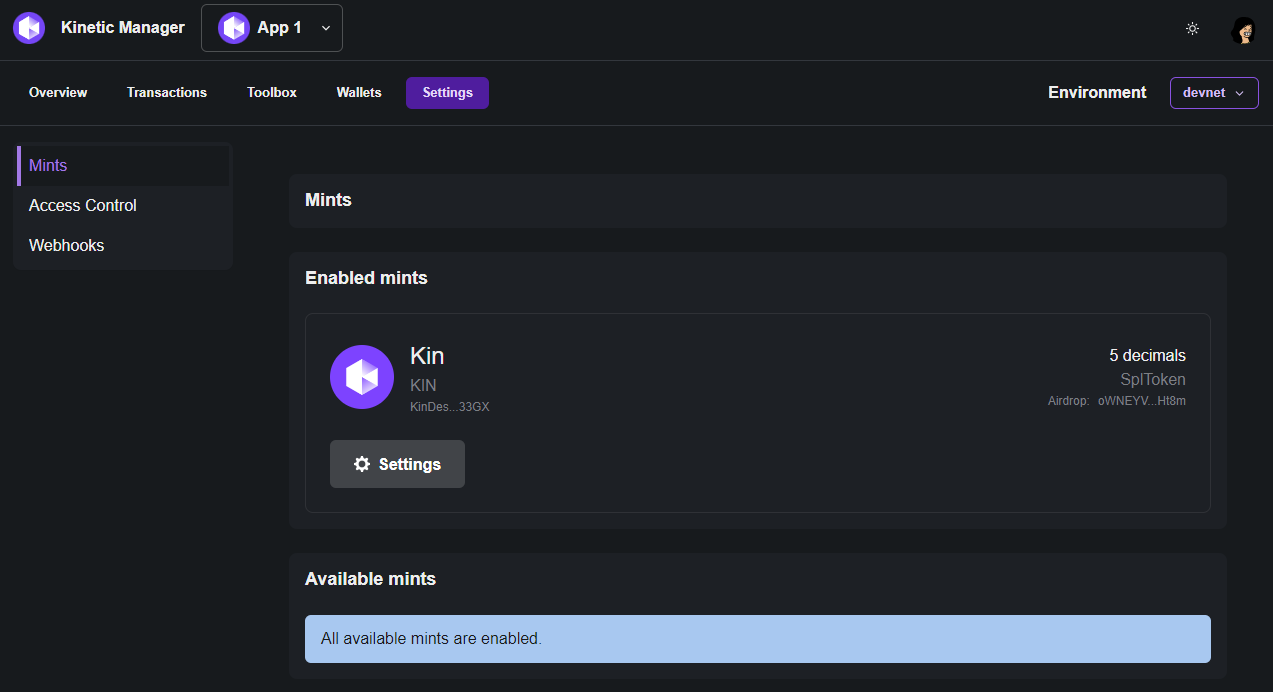 Kinetic Manager
App 1
Overview
Transactions
Toolbox
Wallets
Settings
Environment
devnet
Mints
Access Control
Webhooks
Mints
Enabled mints
Kin
KIN
KinDes...33GX
5 decimals
SplToken
Airdrop: oWNEYV...Ht8m
Settings
Available mints
All available mints are enabled.